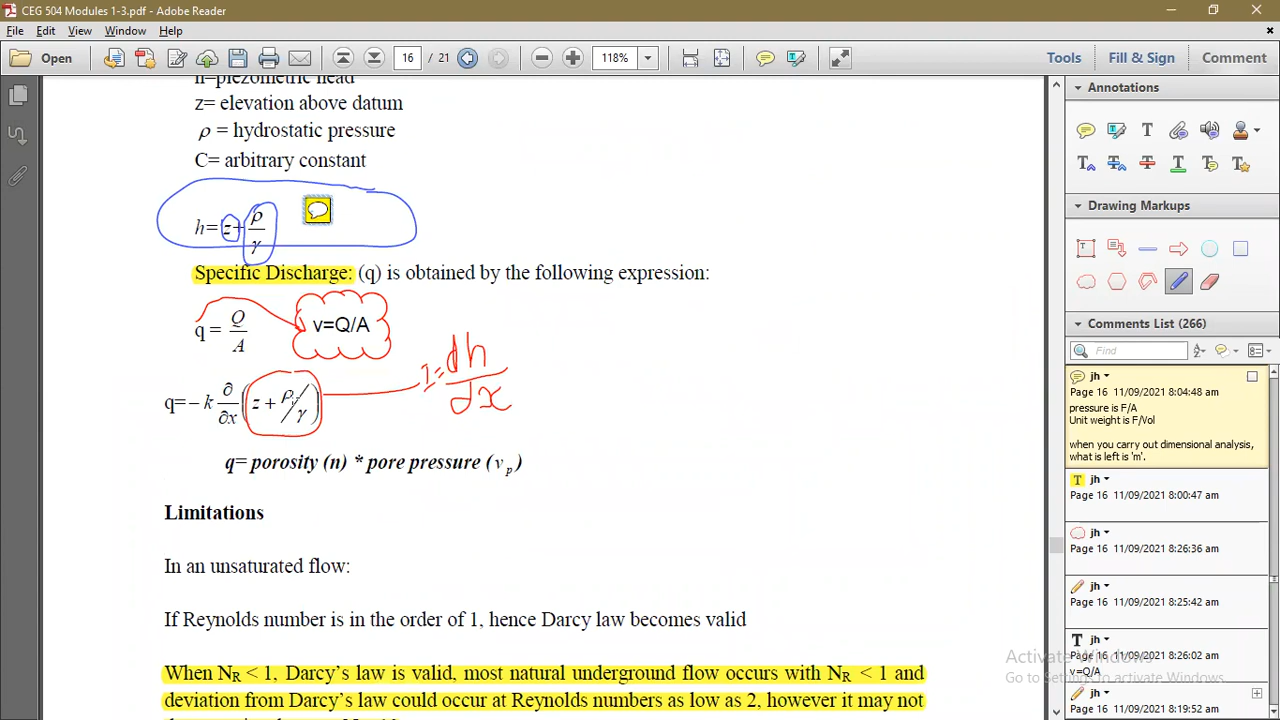 CEG 504 Modules 1-3.pdf - Adobe Reader
File Edit View Window Help
Open 16 / 21 118% Tools Fill & Sign Comment
h=piezometric head
z= elevation above datum
ρ = hydrostatic pressure
C= arbitrary constant
h= z+ ρ/γ
Specific Discharge: (q) is obtained by the following expression:
q = Q/A
v=Q/A
I= dh/dx
q=− k ∂/∂x (z + ρ/γ)
q= porosity (n) * pore pressure (v p)
Limitations
In an unsaturated flow:
If Reynolds number is in the order of 1, hence Darcy law becomes valid
When NR < 1, Darcy’s law is valid, most natural underground flow occurs with NR < 1 and
deviation from Darcy’s law could occur at Reynolds numbers as low as 2, however it may not
Annotations
Drawing Markups
Comments List (266)
Find
jh
Page 16 11/09/2021 8:04:48 am
pressure is F/A
Unit weight is F/Vol
when you carry out dimensional analysis,
what is left is 'm'.
jh
Page 16 11/09/2021 8:00:47 am
jh
Page 16 11/09/2021 8:26:36 am
jh
Page 16 11/09/2021 8:25:42 am
jh
Page 16 11/09/2021 8:26:02 am
v=Q/A
jh
Page 16 11/09/2021 8:19:52 am
Activate Windows
Go to Settings to activate Windows.